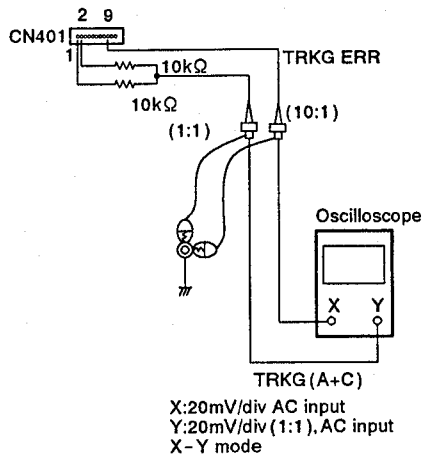 2 9
CN401
1
TRKG ERR
10kΩ
10kΩ
(1:1)
(10:1)
Oscilloscope
X Y
TRKG (A+C)
X:20mV/div AC input
Y:20mV/div (1:1), AC input
X-Y mode